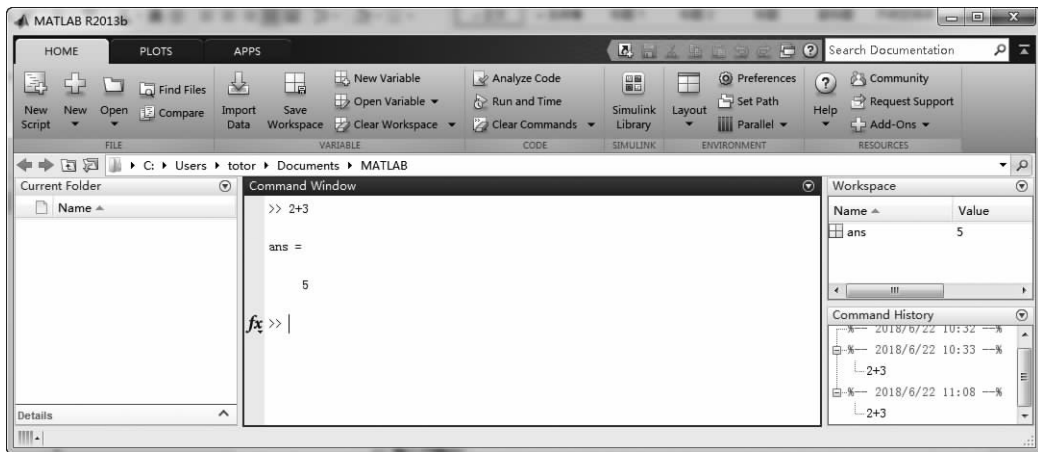 MATLAB R2013b
HOME PLOTS APPS
Search Documentation
New Script
New
Open
Find Files
Compare
Import Data
Save Workspace
New Variable
Open Variable
Clear Workspace
Analyze Code
Run and Time
Clear Commands
Simulink Library
Layout
Preferences
Set Path
Parallel
Help
Community
Request Support
Add-Ons
FILE VARIABLE CODE SIMULINK ENVIRONMENT RESOURCES
C: Users totor Documents MATLAB
Current Folder
Name
Details
Command Window
>> 2+3
ans =
5
fx >>
Workspace
Name Value
ans 5
Command History
%-- 2018/6/22 10:32 --%
%-- 2018/6/22 10:33 --%
2+3
%-- 2018/6/22 11:08 --%
2+3